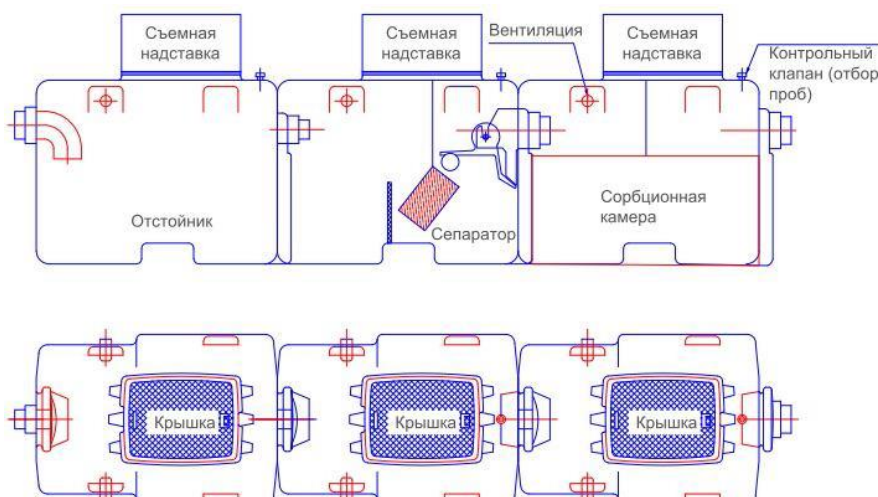 Съемная
надставка
Съемная
надставка
Вентиляция
Съемная
надставка
Контрольный
клапан (отбор
проб)
Отстойник
Сепаратор
Сорбционная
камера
Крышка
Крышка
Крышка